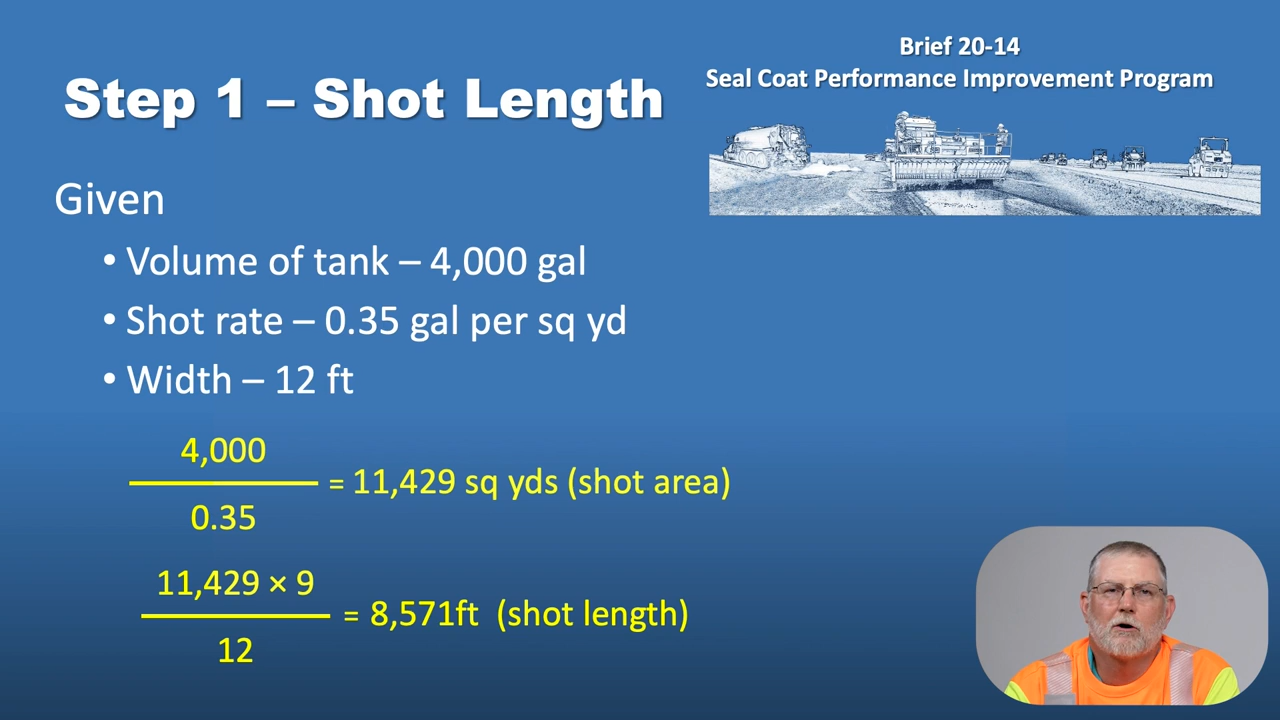 Brief 20-14
Seal Coat Performance Improvement Program
Step 1 – Shot Length
Given
• Volume of tank – 4,000 gal
• Shot rate – 0.35 gal per sq yd
• Width – 12 ft
4,000
= 11,429 sq yds (shot area)
0.35
11,429 × 9
= 8,571ft (shot length)
12